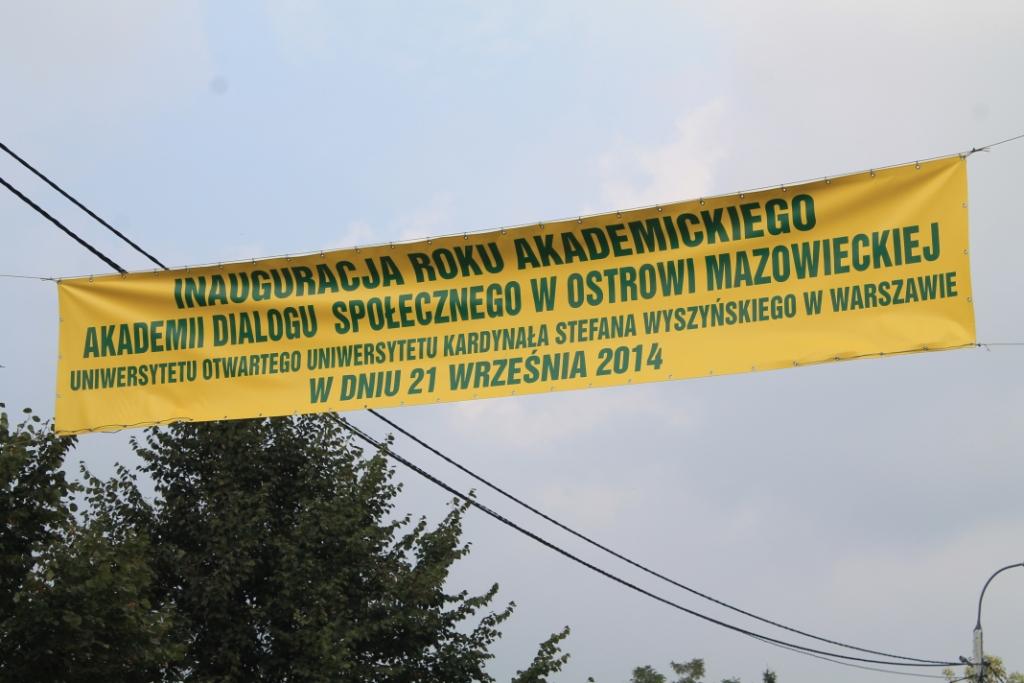 INAUGURACJA ROKU AKADEMICKIEGO
AKADEMII DIALOGU SPOŁECZNEGO W OSTROWI MAZOWIECKIEJ
UNIWERSYTETU OTWARTEGO UNIWERSYTETU KARDYNAŁA STEFANA WYSZYŃSKIEGO W WARSZAWIE
W DNIU 21 WRZEŚNIA 2014